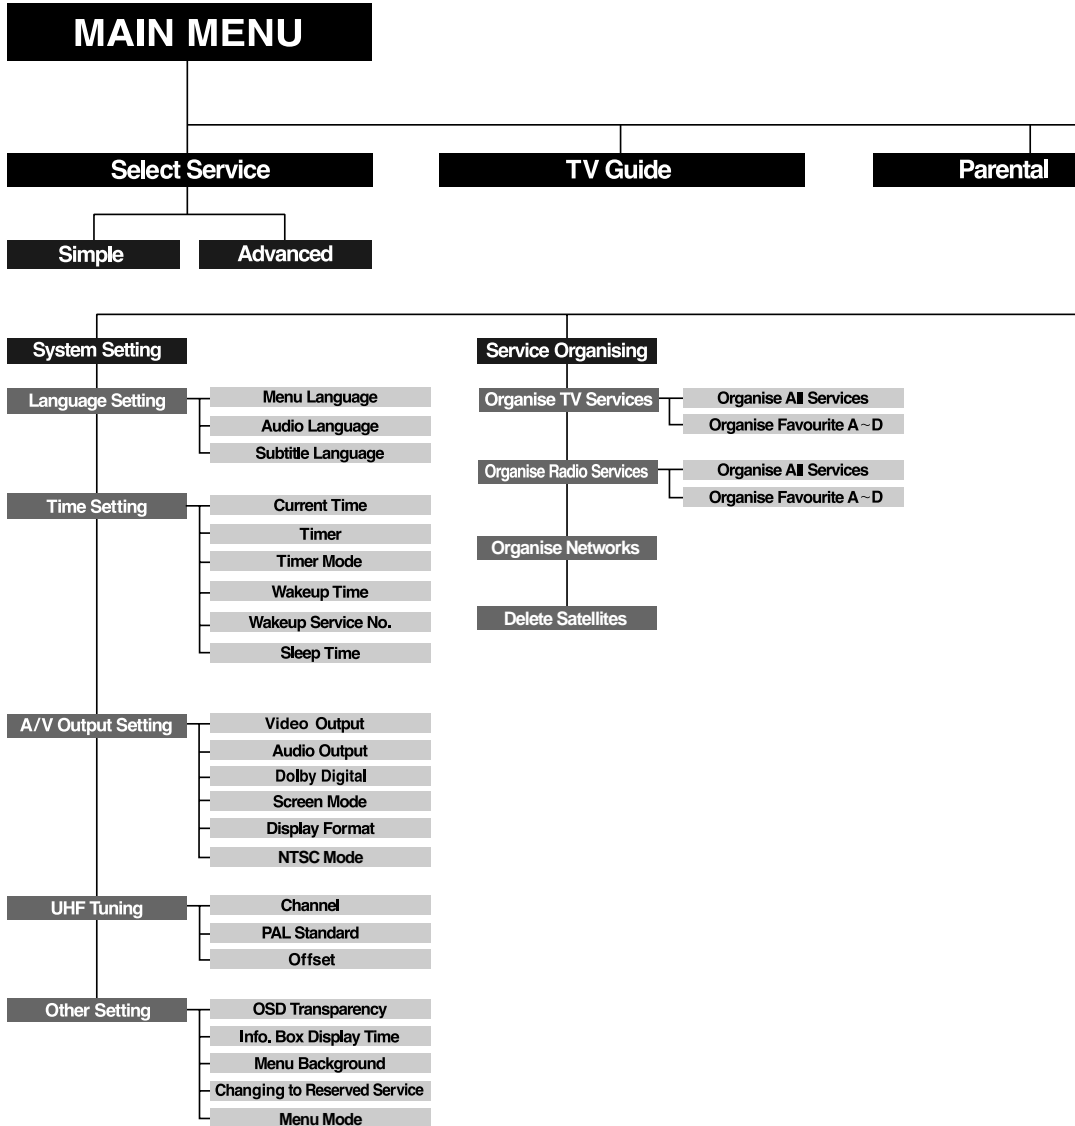 MAIN MENU
Select Service
TV Guide
Parental
Simple
Advanced
System Setting
Service Organising
Language Setting
Menu Language
Audio Language
Subtitle Language
Organise TV Services
Organise All Services
Organise Favourite A~D
Organise Radio Services
Organise All Services
Organise Favourite A~D
Time Setting
Current Time
Timer
Timer Mode
Wakeup Time
Wakeup Service No.
Sleep Time
Organise Networks
Delete Satellites
A/V Output Setting
Video Output
Audio Output
Dolby Digital
Screen Mode
Display Format
NTSC Mode
UHF Tuning
Channel
PAL Standard
Offset
Other Setting
OSD Transparency
Info. Box Display Time
Menu Background
Changing to Reserved Service
Menu Mode